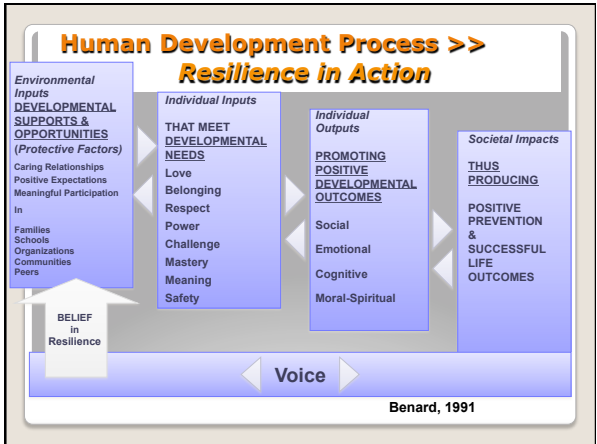 Human Development Process >>
Resilience in Action
Environmental
Inputs
DEVELOPMENTAL
SUPPORTS &
OPPORTUNITIES
(Protective Factors)
Caring Relationships
Positive Expectations
Meaningful Participation
In
Families
Schools
Organizations
Communities
Peers
BELIEF
in
Resilience
Individual Inputs
THAT MEET
DEVELOPMENTAL
NEEDS
Love
Belonging
Respect
Power
Challenge
Mastery
Meaning
Safety
Individual
Outputs
PROMOTING
POSITIVE
DEVELOPMENTAL
OUTCOMES
Social
Emotional
Cognitive
Moral-Spiritual
Societal Impacts
THUS
PRODUCING
POSITIVE
PREVENTION
&
SUCCESSFUL
LIFE
OUTCOMES
Voice
Benard, 1991